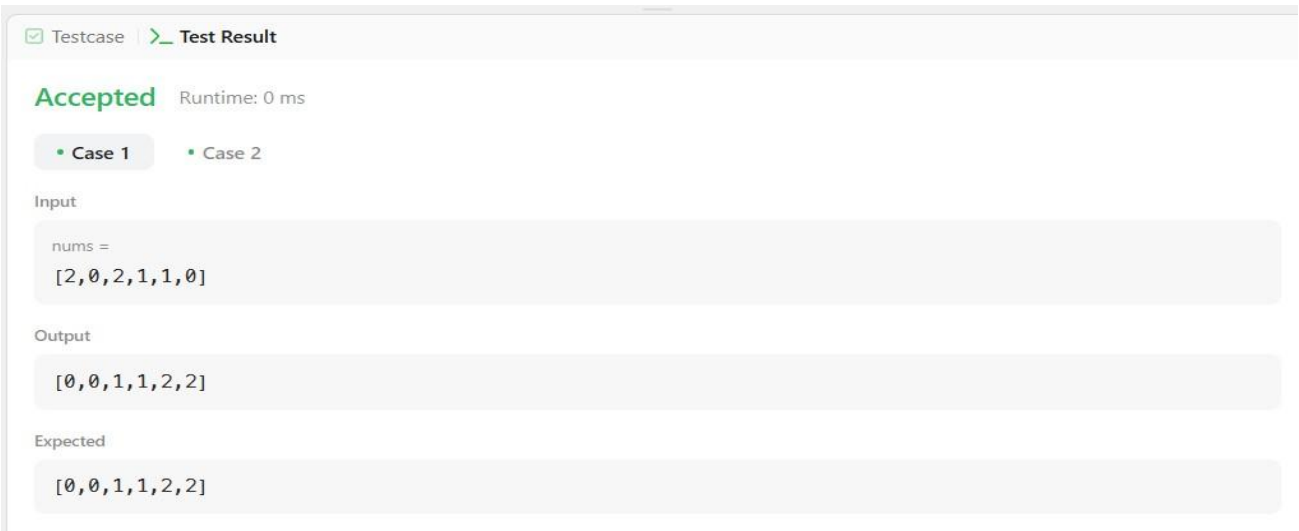 Testcase >_ Test Result
Accepted Runtime: 0 ms
• Case 1 • Case 2
Input
nums =
[2,0,2,1,1,0]
Output
[0,0,1,1,2,2]
Expected
[0,0,1,1,2,2]